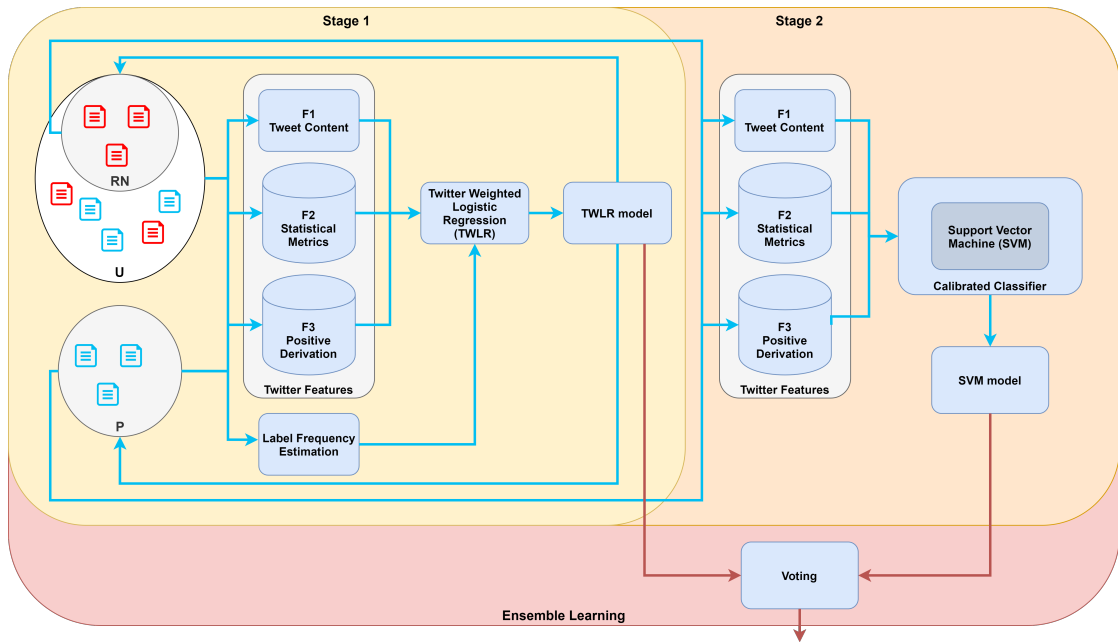 Stage 1
Stage 2
RN
U
P
F1
Tweet Content
F2
Statistical
Metrics
F3
Positive
Derivation
Twitter Features
Label Frequency
Estimation
Twitter Weighted
Logistic
Regression
(TWLR)
TWLR model
F1
Tweet Content
F2
Statistical
Metrics
F3
Positive
Derivation
Twitter Features
Support Vector
Machine (SVM)
Calibrated Classifier
SVM model
Voting
Ensemble Learning